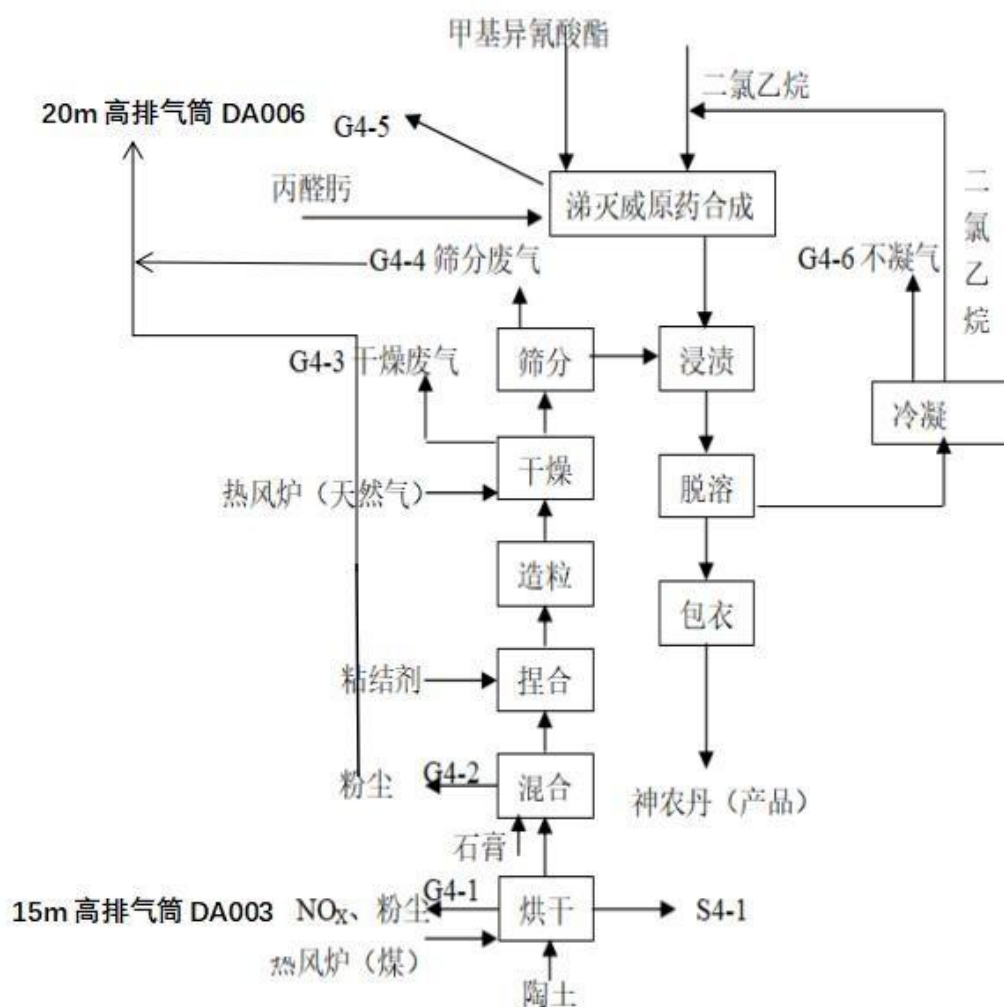 甲基异氰酸酯
二氯乙烷
20m 高排气筒 DA006
G4-5
丙醛肟
涕灭威原药合成
二氯乙烷
G4-4 筛分废气
G4-6 不凝气
G4-3 干燥废气
筛分
浸渍
冷凝
干燥
脱溶
热风炉（天然气）
造粒
包衣
粘结剂
捏合
粉尘
G4-2
混合
神农丹（产品）
石膏
15m 高排气筒 DA003
NOX、粉尘
G4-1
烘干
S4-1
热风炉（煤）
陶土